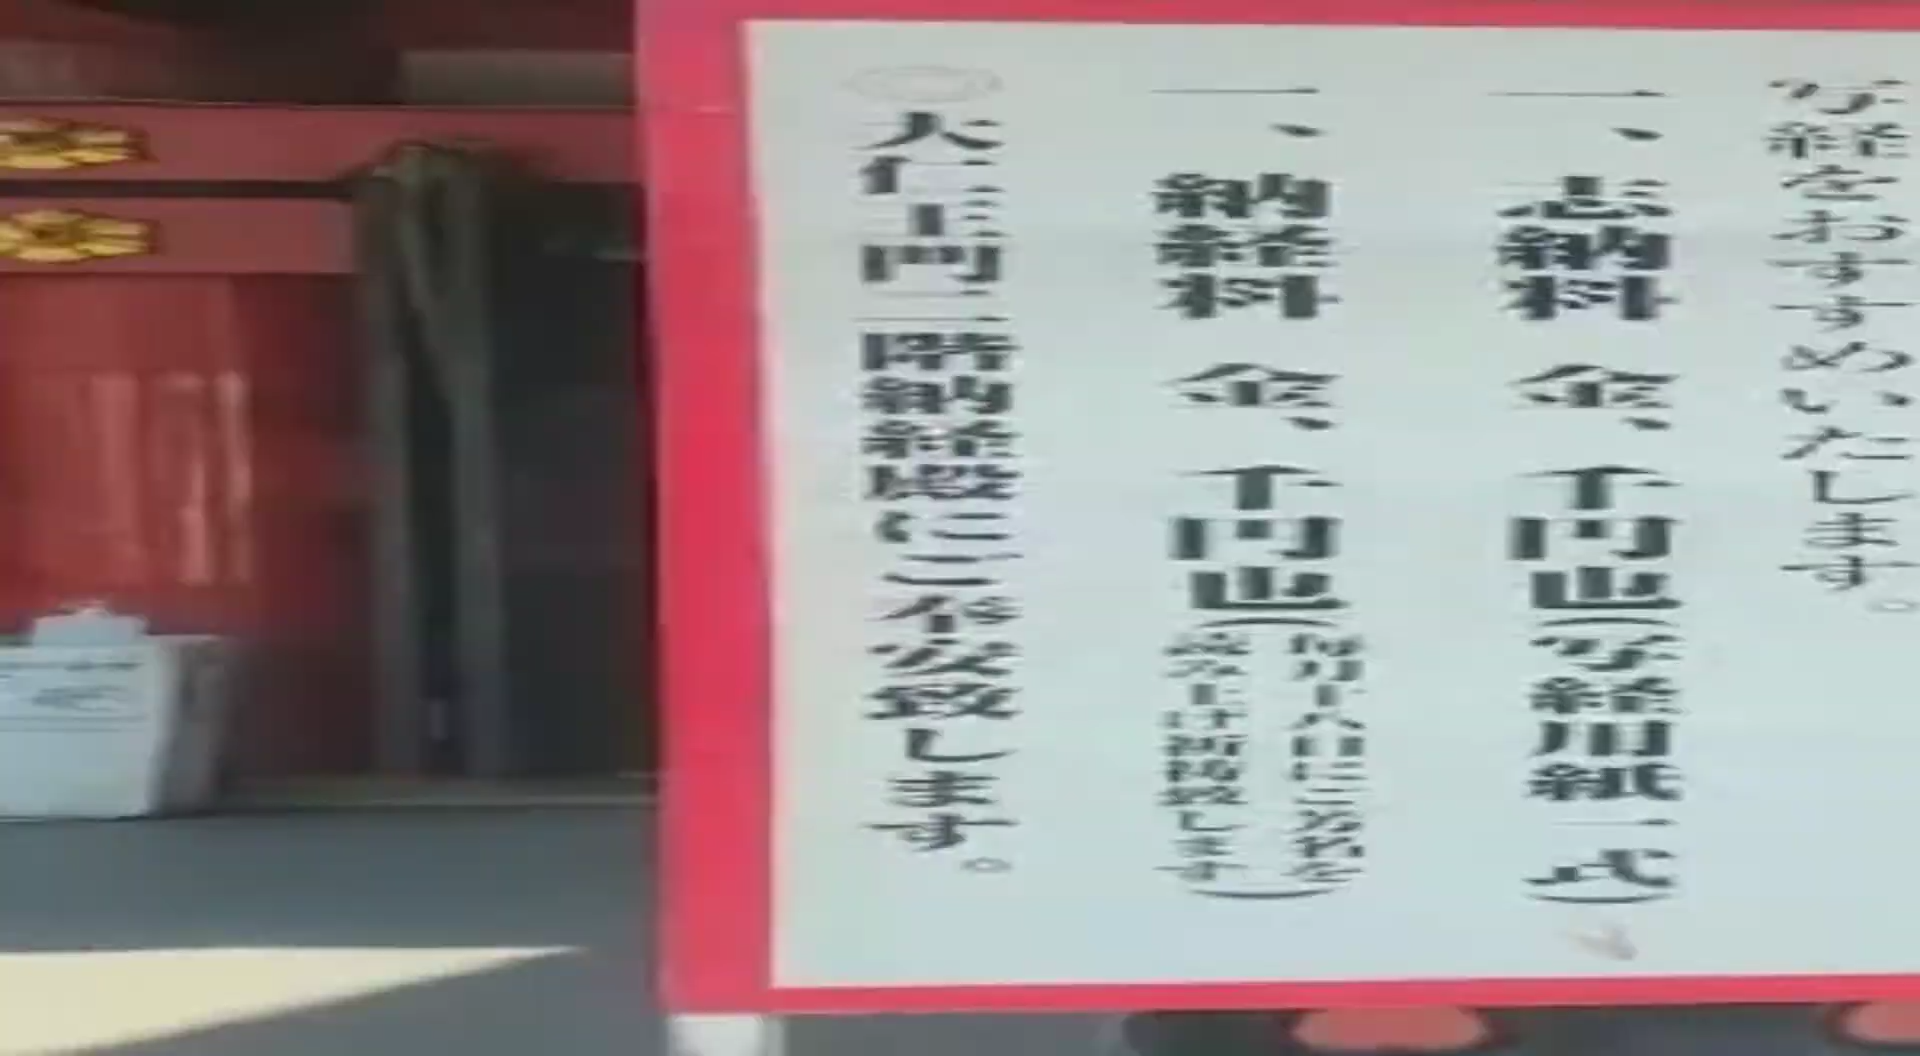 写経をおすすめいたします。
一、志納料 金、千円也(写経用紙一式)
一、納経料 金、千円也(毎月十八日にご芳名を
読み上げ祈祷致します)
大仁王門二階納経殿にご奉安致します。